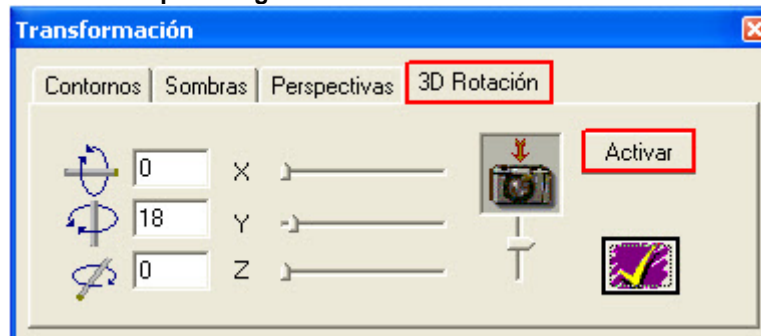 Transformación
Contornos Sombras Perspectivas 3D Rotación
0 X
Activar
18 Y
0 Z